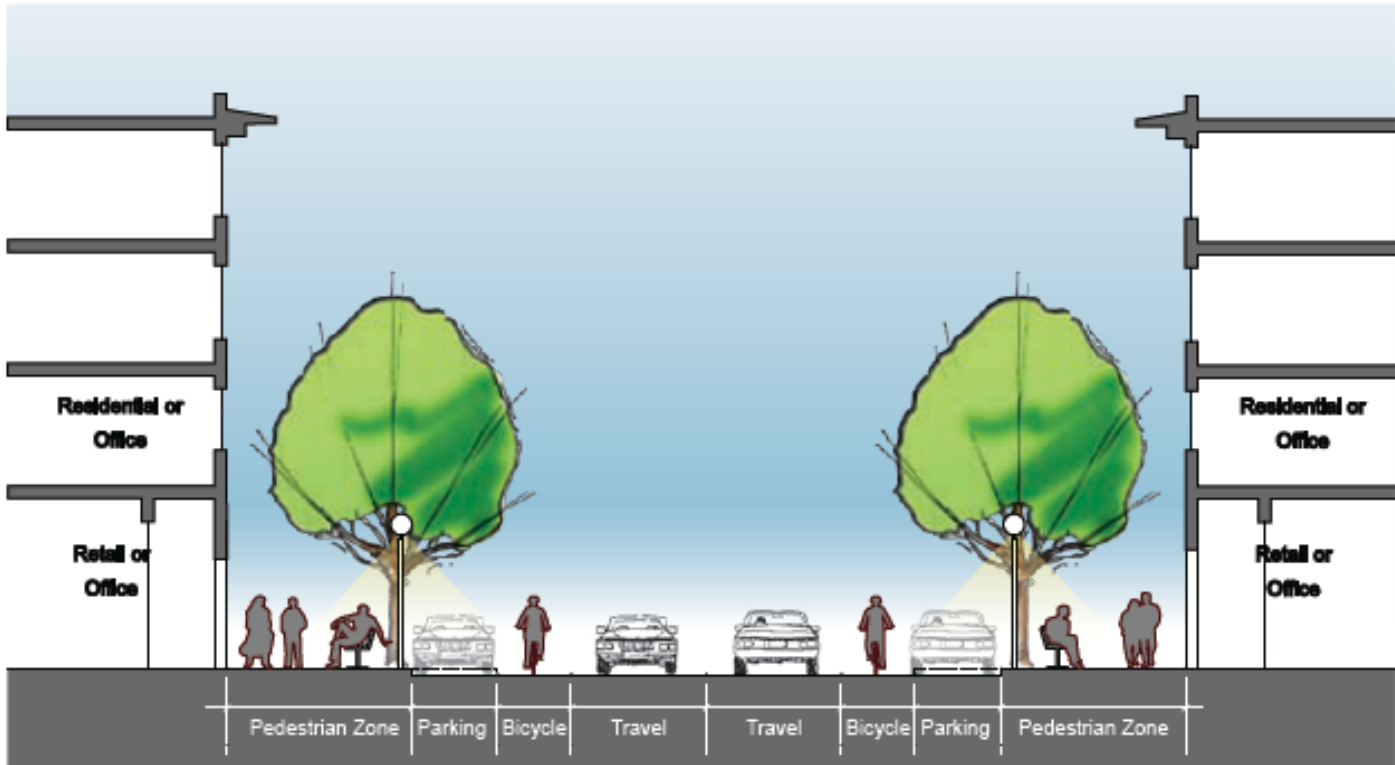 Residential or
Office
Residential or
Office
Retail or
Office
Retail or
Office
Pedestrian Zone Parking Bicycle Travel Travel Bicycle Parking Pedestrian Zone